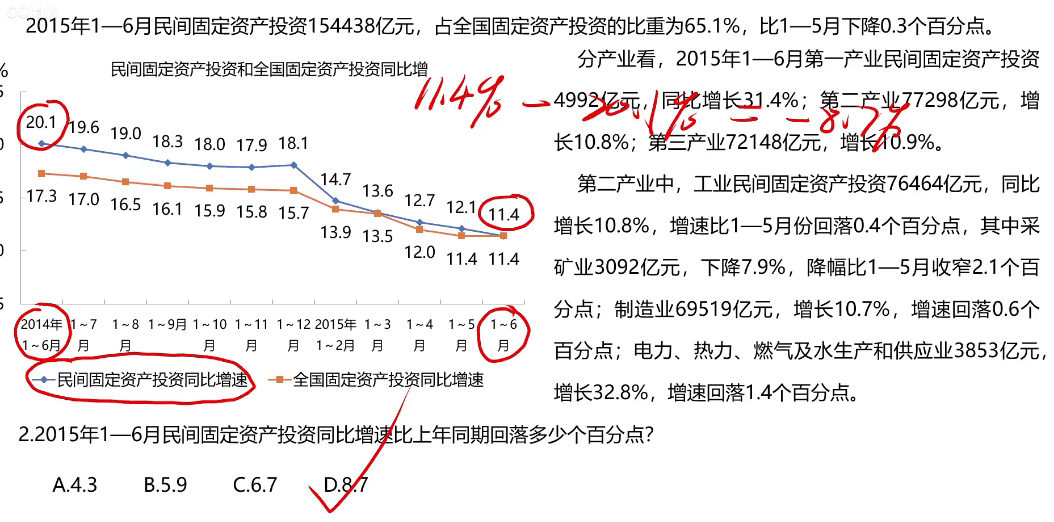 2015年1—6月民间固定资产投资154438亿元，占全国固定资产投资的比重为65.1%，比1—5月下降0.3个百分点。
%
民间固定资产投资和全国固定资产投资同比增
20.1 19.6 19.0 18.3 18.0 17.9 18.1 14.7 13.6 12.7 12.1 11.4
17.3 17.0 16.5 16.1 15.9 15.8 15.7 13.9 13.5 12.0 11.4 11.4
5
0
5
0
5
2014年 1~7 1~8 1~9月 1~10 1~11 1~12 2015年 1~3 1~4 1~5 1~6
1~6月 月 月 月 月 月 1~2月 月 月 月 月
民间固定资产投资同比增速 全国固定资产投资同比增速
分产业看，2015年1—6月第一产业民间固定资产投资
4992亿元，同比增长31.4%；第二产业77298亿元，增
长10.8%；第三产业72148亿元，增长10.9%。
11.4% - 20.1% = -8.7%
第二产业中，工业民间固定资产投资76464亿元，同比
增长10.8%，增速比1—5月份回落0.4个百分点，其中采
矿业3092亿元，下降7.9%，降幅比1—5月收窄2.1个百
分点；制造业69519亿元，增长10.7%，增速回落0.6个
百分点；电力、热力、燃气及水生产和供应业3853亿元，
增长32.8%，增速回落1.4个百分点。
2.2015年1—6月民间固定资产投资同比增速比上年同期回落多少个百分点？
A.4.3 B.5.9 C.6.7 D.8.7